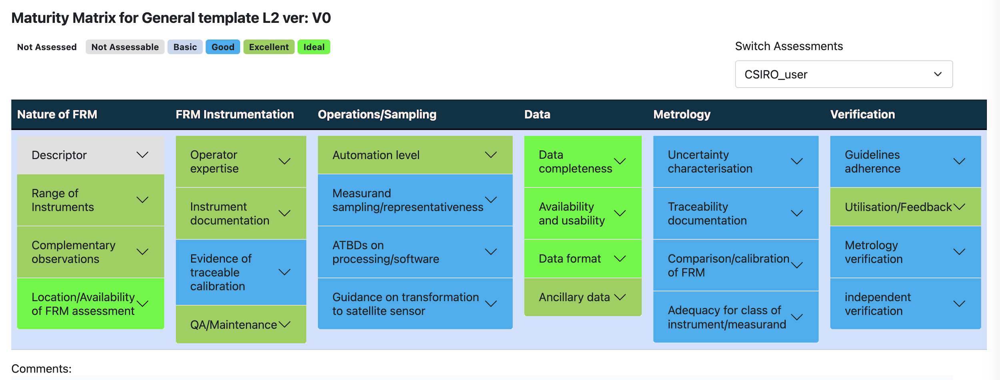 Maturity Matrix for General template L2 ver: V0
Not Assessed Not Assessable Basic Good Excellent Ideal
Switch Assessments
CSIRO_user
Nature of FRM FRM Instrumentation Operations/Sampling Data Metrology Verification
Descriptor
Range of
Instruments
Complementary
observations
Location/Availability
of FRM assessment
Operator
expertise
Instrument
documentation
Evidence of
traceable
calibration
QA/Maintenance
Automation level
Measurand
sampling/representativeness
ATBDs on
processing/software
Guidance on transformation
to satellite sensor
Data
completeness
Availability
and usability
Data format
Ancillary data
Uncertainty
characterisation
Traceability
documentation
Comparison/calibration
of FRM
Adequacy for class of
instrument/measurand
Guidelines
adherence
Utilisation/Feedback
Metrology
verification
independent
verification
Comments: